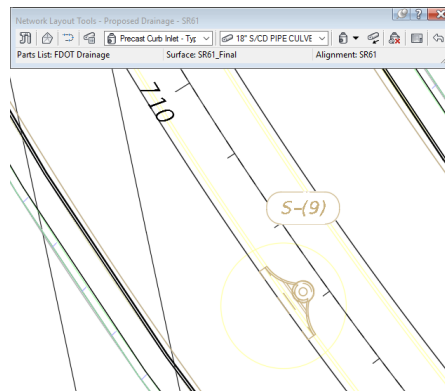 Network Layout Tools - Proposed Drainage - SR61
Precast Curb Inlet - Typ
18" S/CD PIPE CULVE
Parts List: FDOT Drainage
Surface: SR61_Final
Alignment: SR61
710
S-(9)